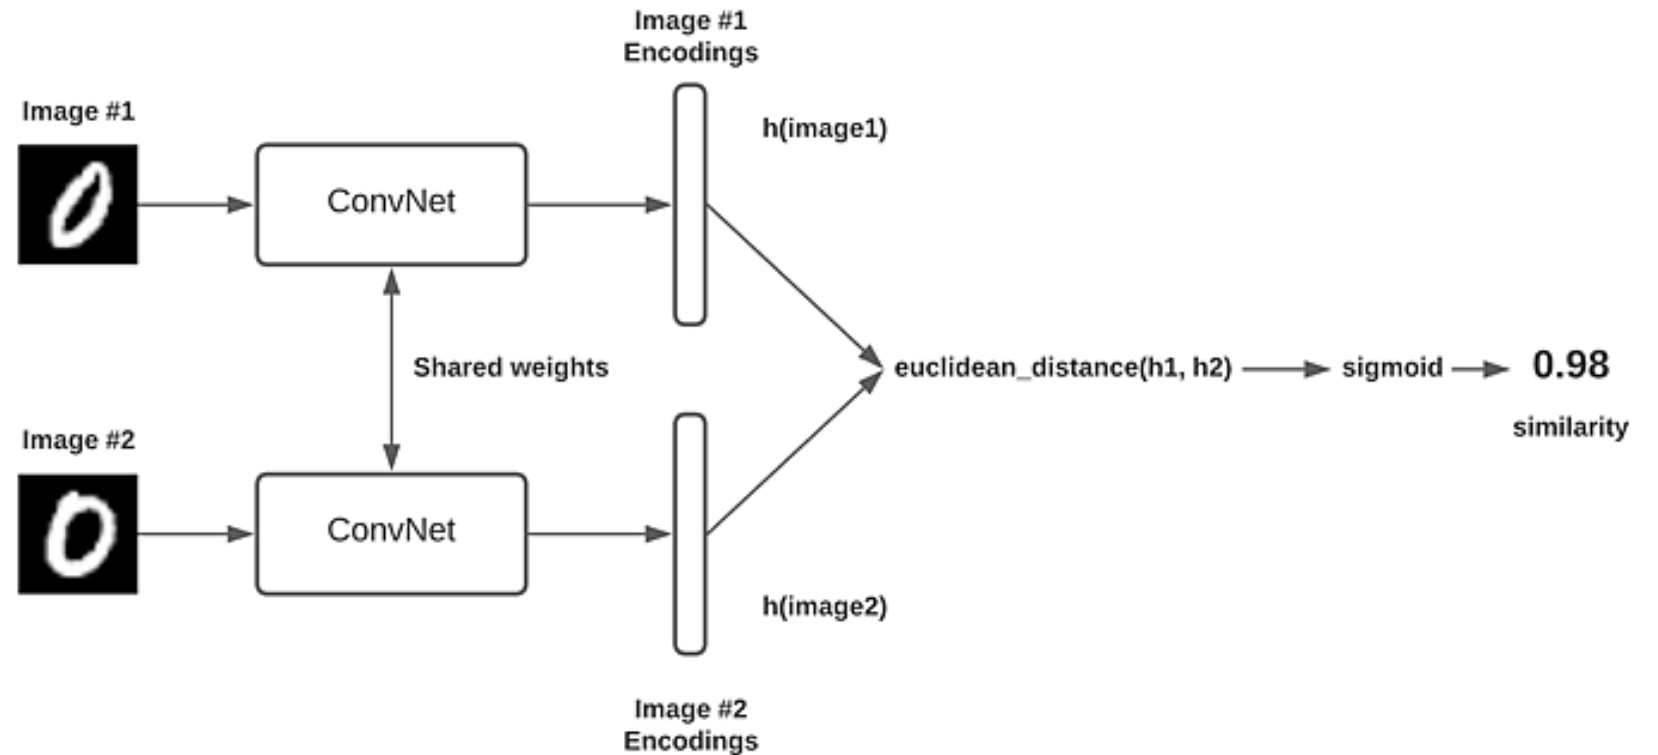 Image #1
Encodings
Image #1
h(image1)
ConvNet
Shared weights
euclidean_distance(h1, h2)
sigmoid
0.98
similarity
Image #2
ConvNet
h(image2)
Image #2
Encodings